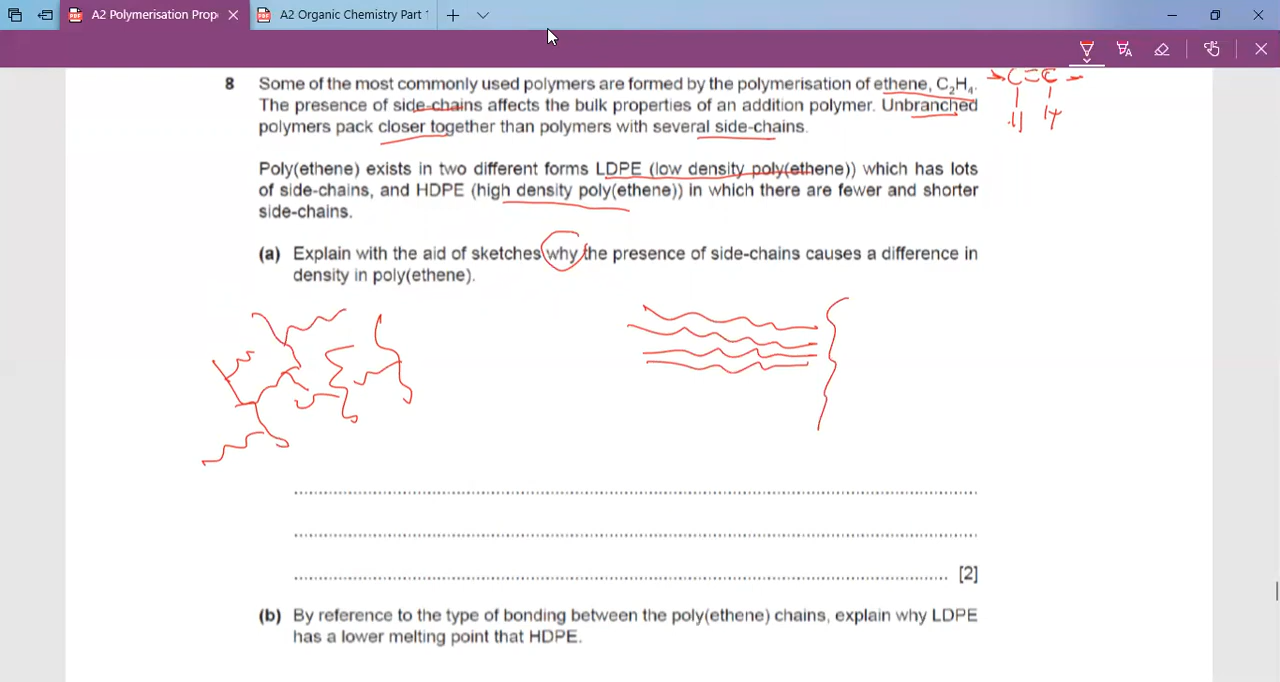 A2 Polymerisation Prop
A2 Organic Chemistry Part 1
8 Some of the most commonly used polymers are formed by the polymerisation of ethene, C₂H₄.
C=C
H H
The presence of side-chains affects the bulk properties of an addition polymer. Unbranched
polymers pack closer together than polymers with several side-chains.
Poly(ethene) exists in two different forms LDPE (low density poly(ethene)) which has lots
of side-chains, and HDPE (high density poly(ethene)) in which there are fewer and shorter
side-chains.
(a) Explain with the aid of sketches why the presence of side-chains causes a difference in
density in poly(ethene).
[2]
(b) By reference to the type of bonding between the poly(ethene) chains, explain why LDPE
has a lower melting point that HDPE.